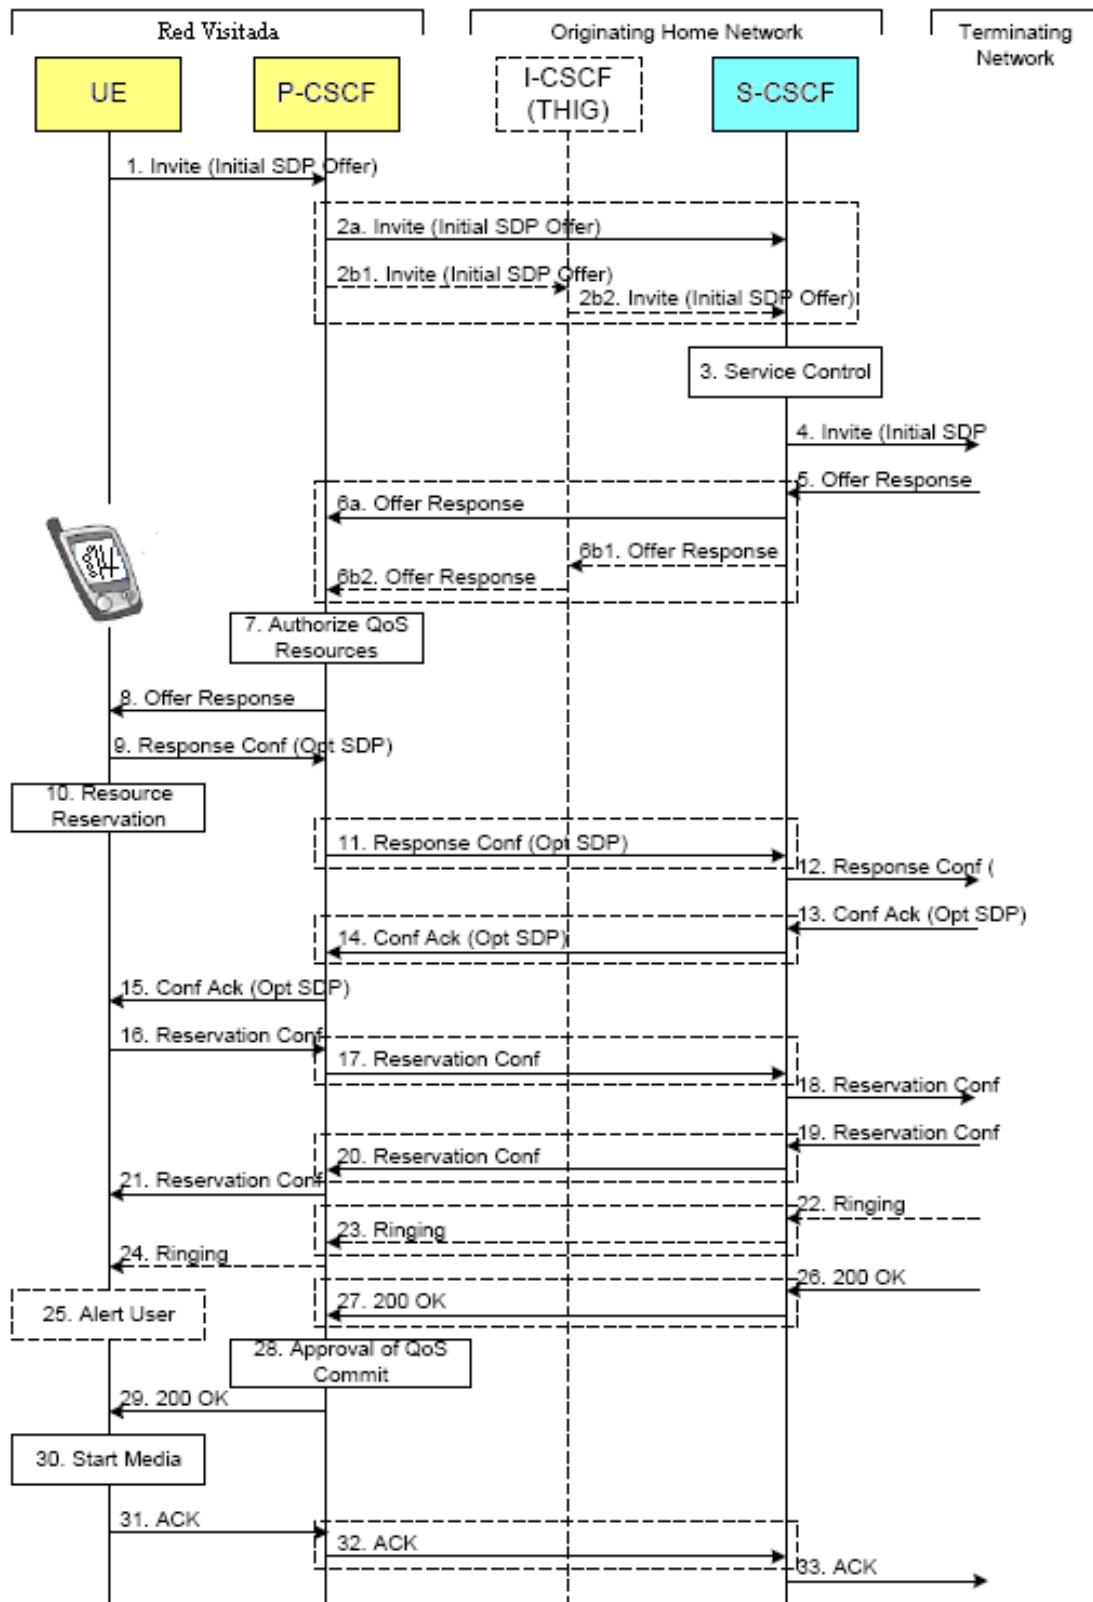 Red Visitada
Originating Home Network
Terminating
Network
UE
P-CSCF
I-CSCF
(THIG)
S-CSCF
1. Invite (Initial SDP Offer)
2a. Invite (Initial SDP Offer)
2b1. Invite (Initial SDP Offer)
2b2. Invite (Initial SDP Offer)
3. Service Control
4. Invite (Initial SDP
5. Offer Response
6a. Offer Response
6b1. Offer Response
6b2. Offer Response
7. Authorize QoS
Resources
8. Offer Response
9. Response Conf (Opt SDP)
10. Resource
Reservation
11. Response Conf (Opt SDP)
12. Response Conf (
13. Conf Ack (Opt SDP)
14. Conf Ack (Opt SDP)
15. Conf Ack (Opt SDP)
16. Reservation Conf
17. Reservation Conf
18. Reservation Conf
19. Reservation Conf
20. Reservation Conf
21. Reservation Conf
22. Ringing
23. Ringing
24. Ringing
25. Alert User
26. 200 OK
27. 200 OK
28. Approval of QoS
Commit
29. 200 OK
30. Start Media
31. ACK
32. ACK
33. ACK